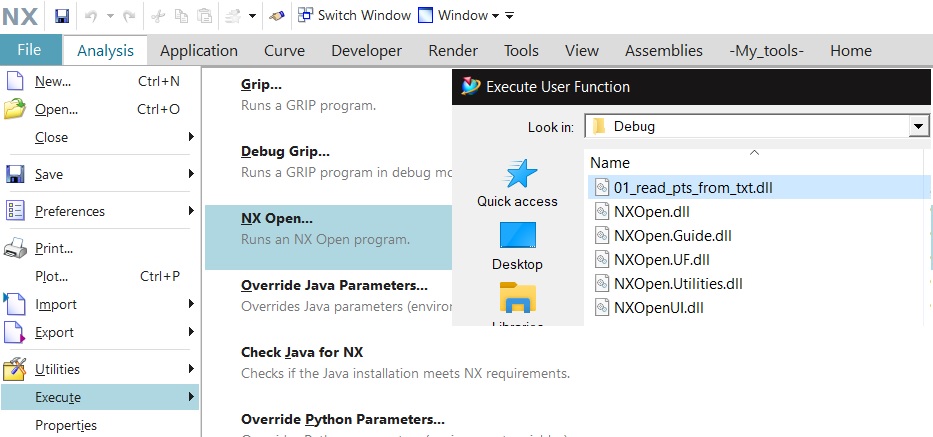 NX Switch Window Window
File Analysis Application Curve Developer Render Tools View Assemblies -My_tools- Home
New... Ctrl+N
Open... Ctrl+O
Close
Save
Preferences
Print...
Plot... Ctrl+P
Import
Export
Utilities
Execute
Properties
Grip...
Runs a GRIP program.
Debug Grip...
Runs a GRIP program in debug mo
NX Open...
Runs an NX Open program.
Override Java Parameters...
Overrides Java parameters (environ
Check Java for NX
Checks if the Java installation meets NX requirements.
Override Python Parameters...
Execute User Function
Look in: Debug
Quick access
Desktop
Libraries
Name
01_read_pts_from_txt.dll
NXOpen.dll
NXOpen.Guide.dll
NXOpen.UF.dll
NXOpen.Utilities.dll
NXOpenUI.dll